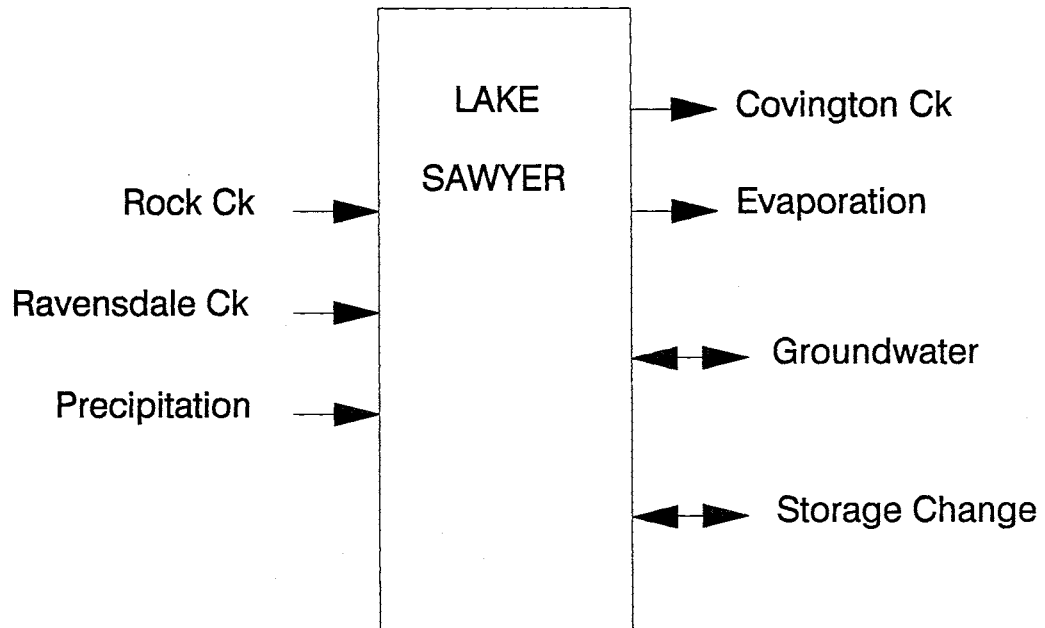 LAKE
SAWYER
Rock Ck
Ravensdale Ck
Precipitation
Covington Ck
Evaporation
Groundwater
Storage Change